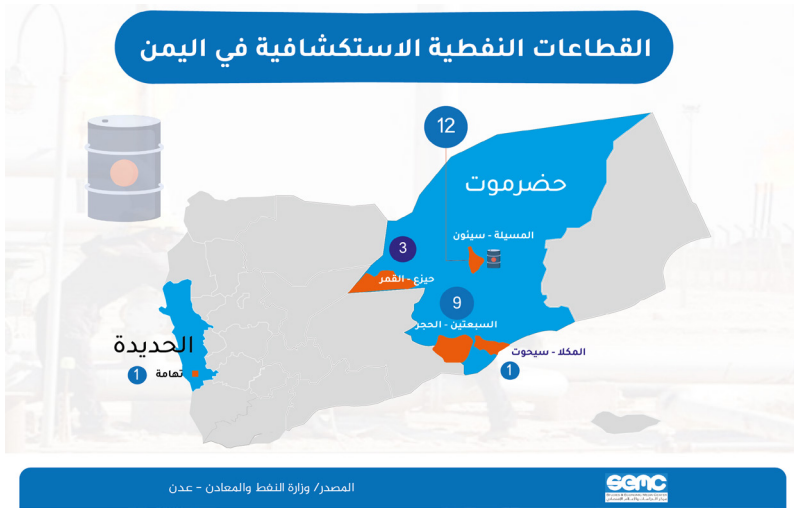 القطاعات النفطية الاستكشافية في اليمن
12
حضرموت
المسيلة - سيئون
3
حيزع - القمر
9
السبعتين - الحجر
المكلا - سيحوت
1
الحديدة
تهامة
1
المصدر/ وزارة النفط والمعادن - عدن
SEMC